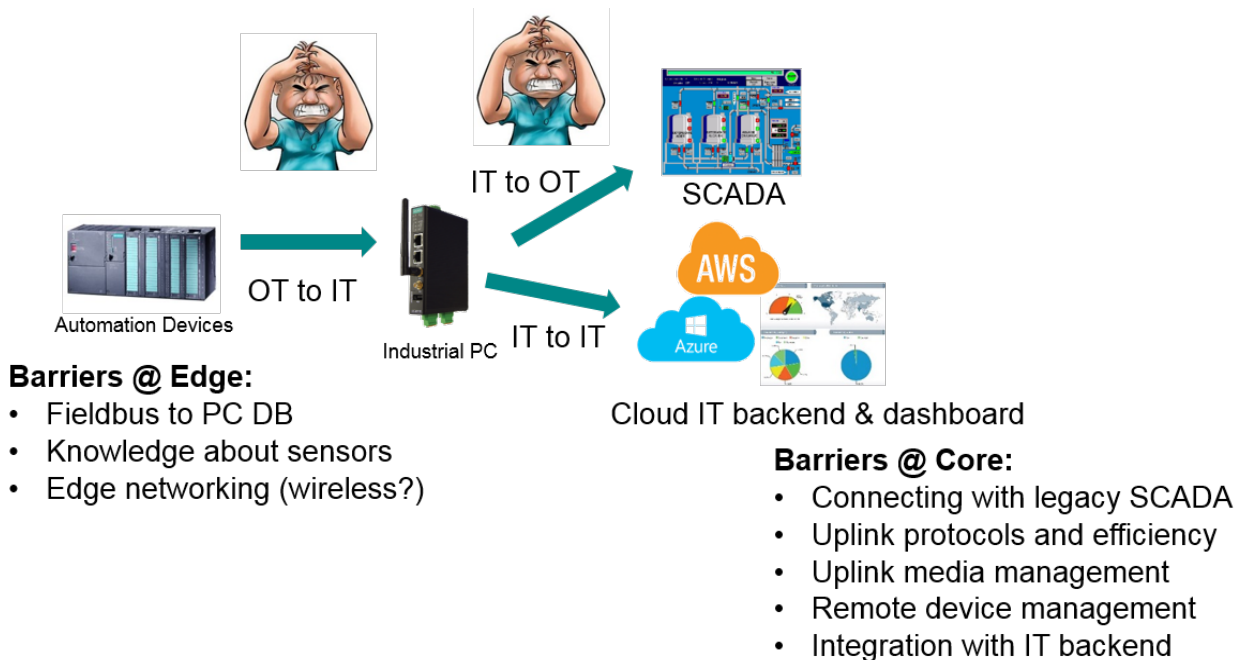 IT to OT
SCADA
OT to IT
Automation Devices
Industrial PC
IT to IT
AWS
Azure
Barriers @ Edge:
• Fieldbus to PC DB
• Knowledge about sensors
• Edge networking (wireless?)
Cloud IT backend & dashboard
Barriers @ Core:
• Connecting with legacy SCADA
• Uplink protocols and efficiency
• Uplink media management
• Remote device management
• Integration with IT backend